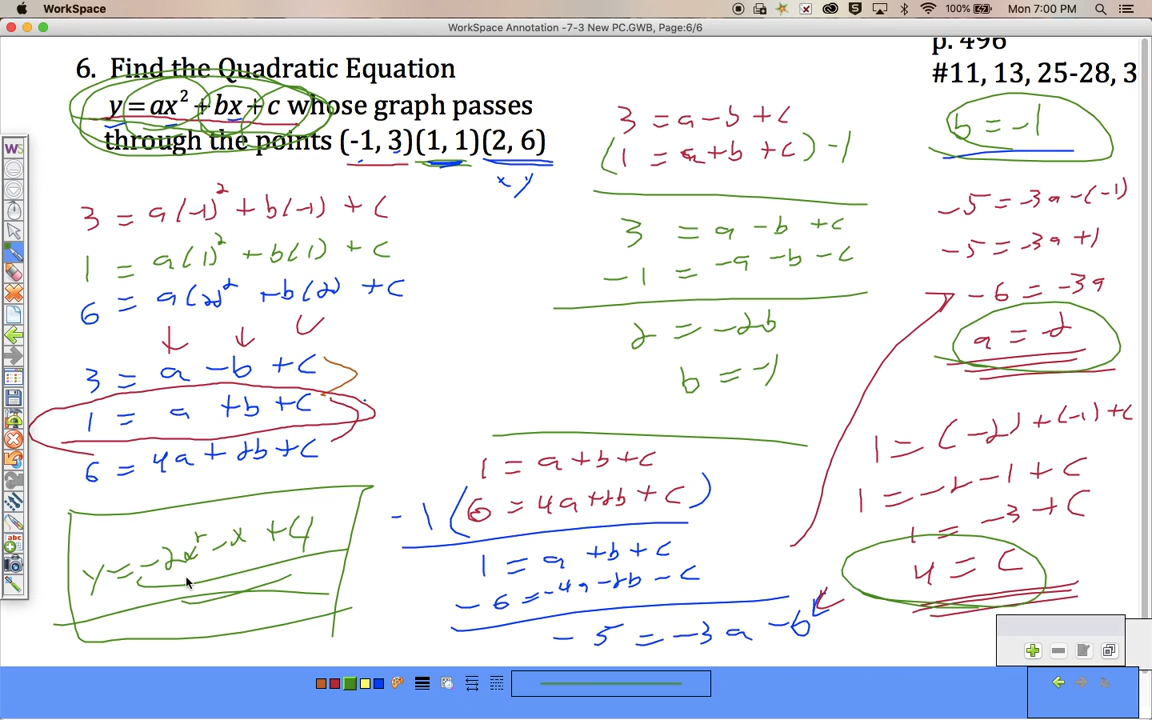 WorkSpace
100%
Mon 7:00 PM
WorkSpace Annotation -7-3 New PC.GWB, Page:6/6
6. Find the Quadratic Equation
y = ax² + bx + c whose graph passes
through the points (-1, 3)(1, 1)(2, 6)
x y
p. 496
#11, 13, 25-28, 3
3 = a(-1)² + b(-1) + c
1 = a(1)² + b(1) + c
6 = a(2)² + b(2) + c
3 = a - b + c
1 = a + b + c
6 = 4a + 2b + c
y = -2x² - x + 4
3 = a - b + c
(1 = a + b + c) -1
3 = a - b + c
-1 = -a - b - c
2 = -2b
b = -1
1 = a + b + c
-1 (6 = 4a + 2b + c)
1 = a + b + c
-6 = -4a - 2b - c
-5 = -3a - b
b = -1
-5 = -3a - (-1)
-5 = -3a + 1
-6 = -3a
a = -2
1 = (-2) + (-1) + c
1 = -2 - 1 + c
1 = -3 + c
4 = c
WS
abc